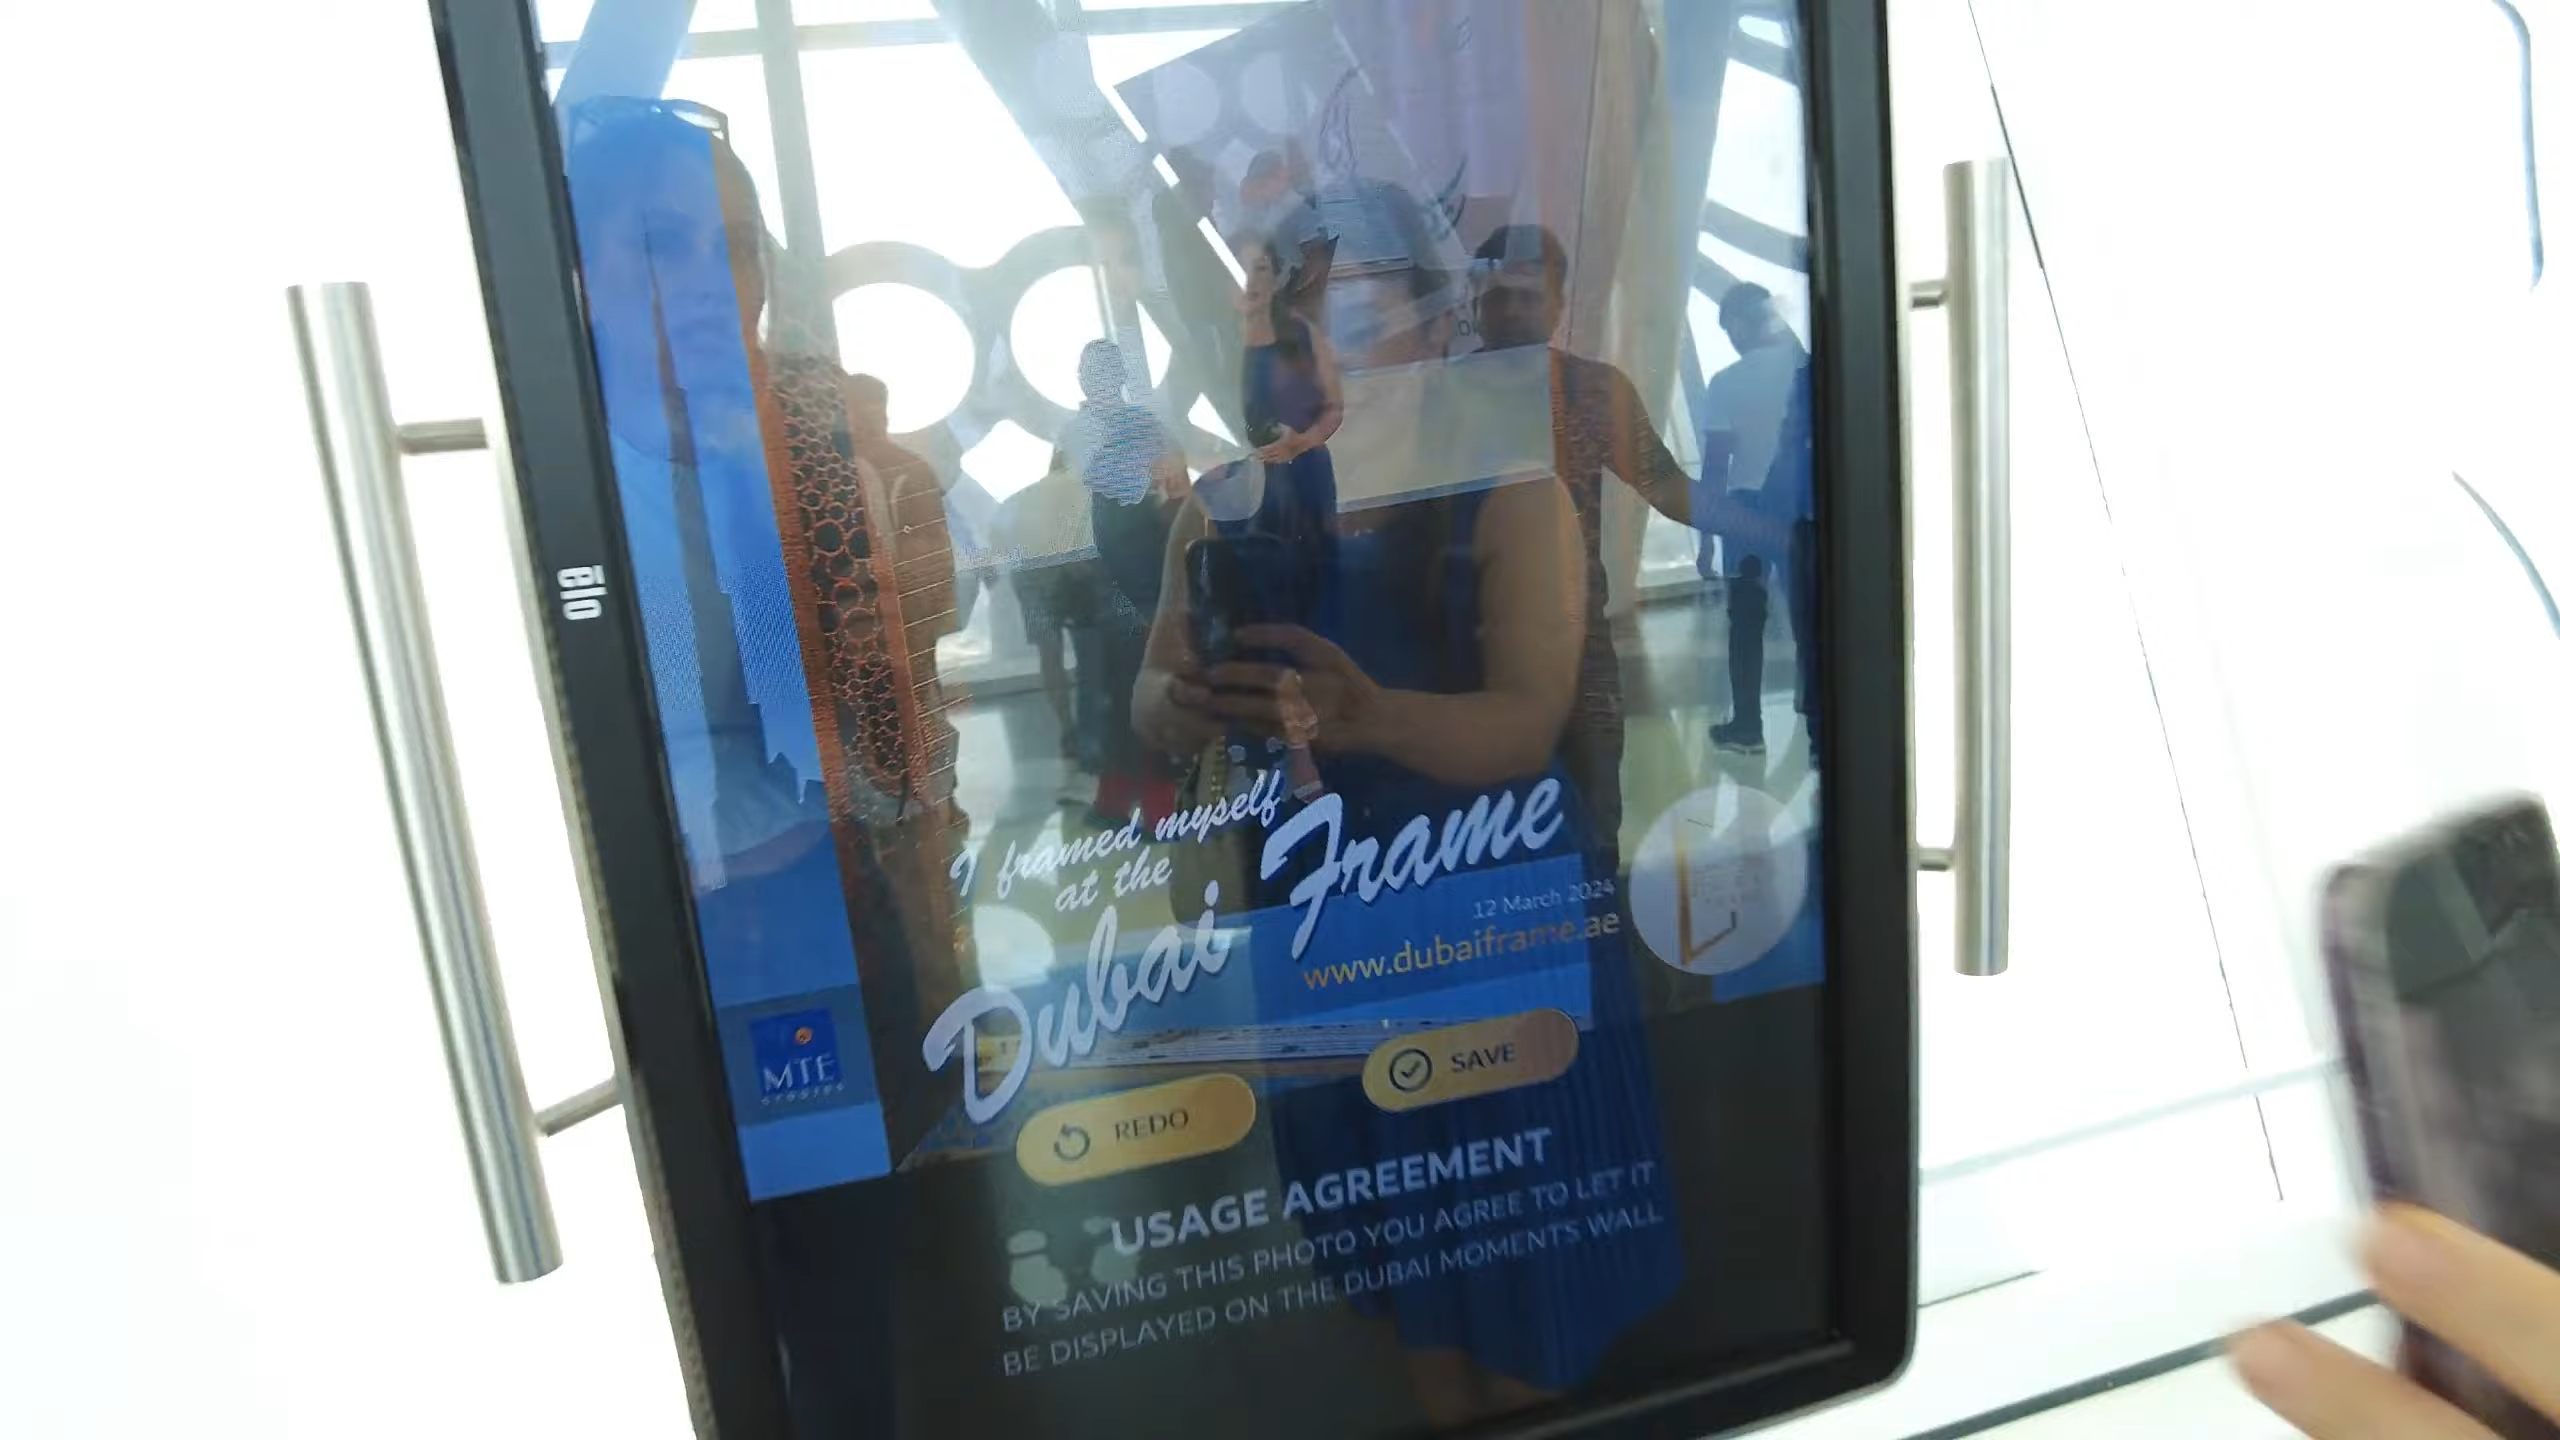 elo
I framed myself
at the
Dubai Frame
12 March 2024
www.dubaiframe.ae
MTE
STUDIOS
REDO
SAVE
USAGE AGREEMENT
BY SAVING THIS PHOTO YOU AGREE TO LET IT
BE DISPLAYED ON THE DUBAI MOMENTS WALL